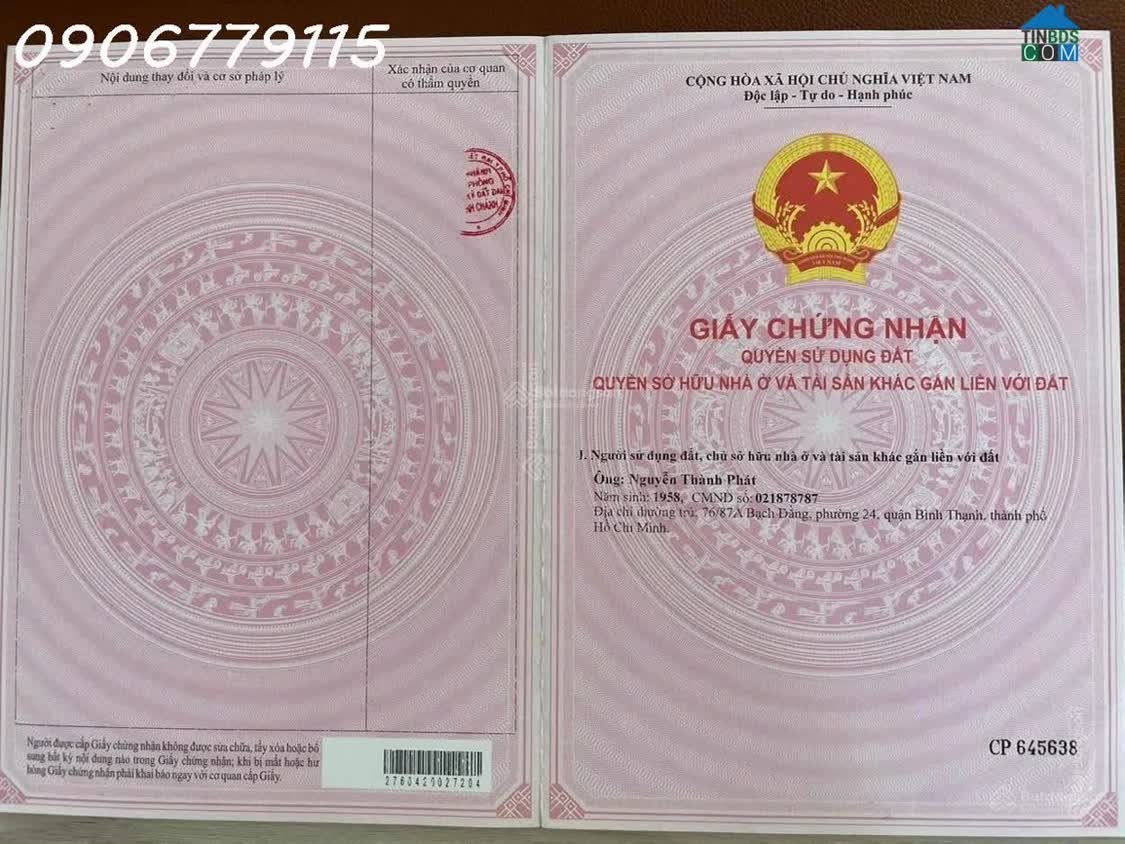 0906779115
TINBDS
COM
Nội dung thay đổi và cơ sở pháp lý
Xác nhận của cơ quan
có thẩm quyền
PHÒNG
Người được cấp Giấy chứng nhận không được sửa chữa, tẩy xóa hoặc bổ
sung bất kỳ nội dung nào trong Giấy chứng nhận; khi bị mất hoặc hư
hỏng Giấy chứng nhận phải khai báo ngay với cơ quan cấp Giấy.
2760420027204
CỘNG HÒA XÃ HỘI CHỦ NGHĨA VIỆT NAM
Độc lập - Tự do - Hạnh phúc
GIẤY CHỨNG NHẬN
QUYỀN SỬ DỤNG ĐẤT
QUYỀN SỞ HỮU NHÀ Ở VÀ TÀI SẢN KHÁC GẮN LIỀN VỚI ĐẤT
I. Người sử dụng đất, chủ sở hữu nhà ở và tài sản khác gắn liền với đất
Ông: Nguyễn Thành Phát
Năm sinh: 1958, CMND số: 021878787
Địa chỉ thường trú: 76/87A Bạch Đằng, phường 24, quận Bình Thạnh, thành phố
Hồ Chí Minh.
CP 645638